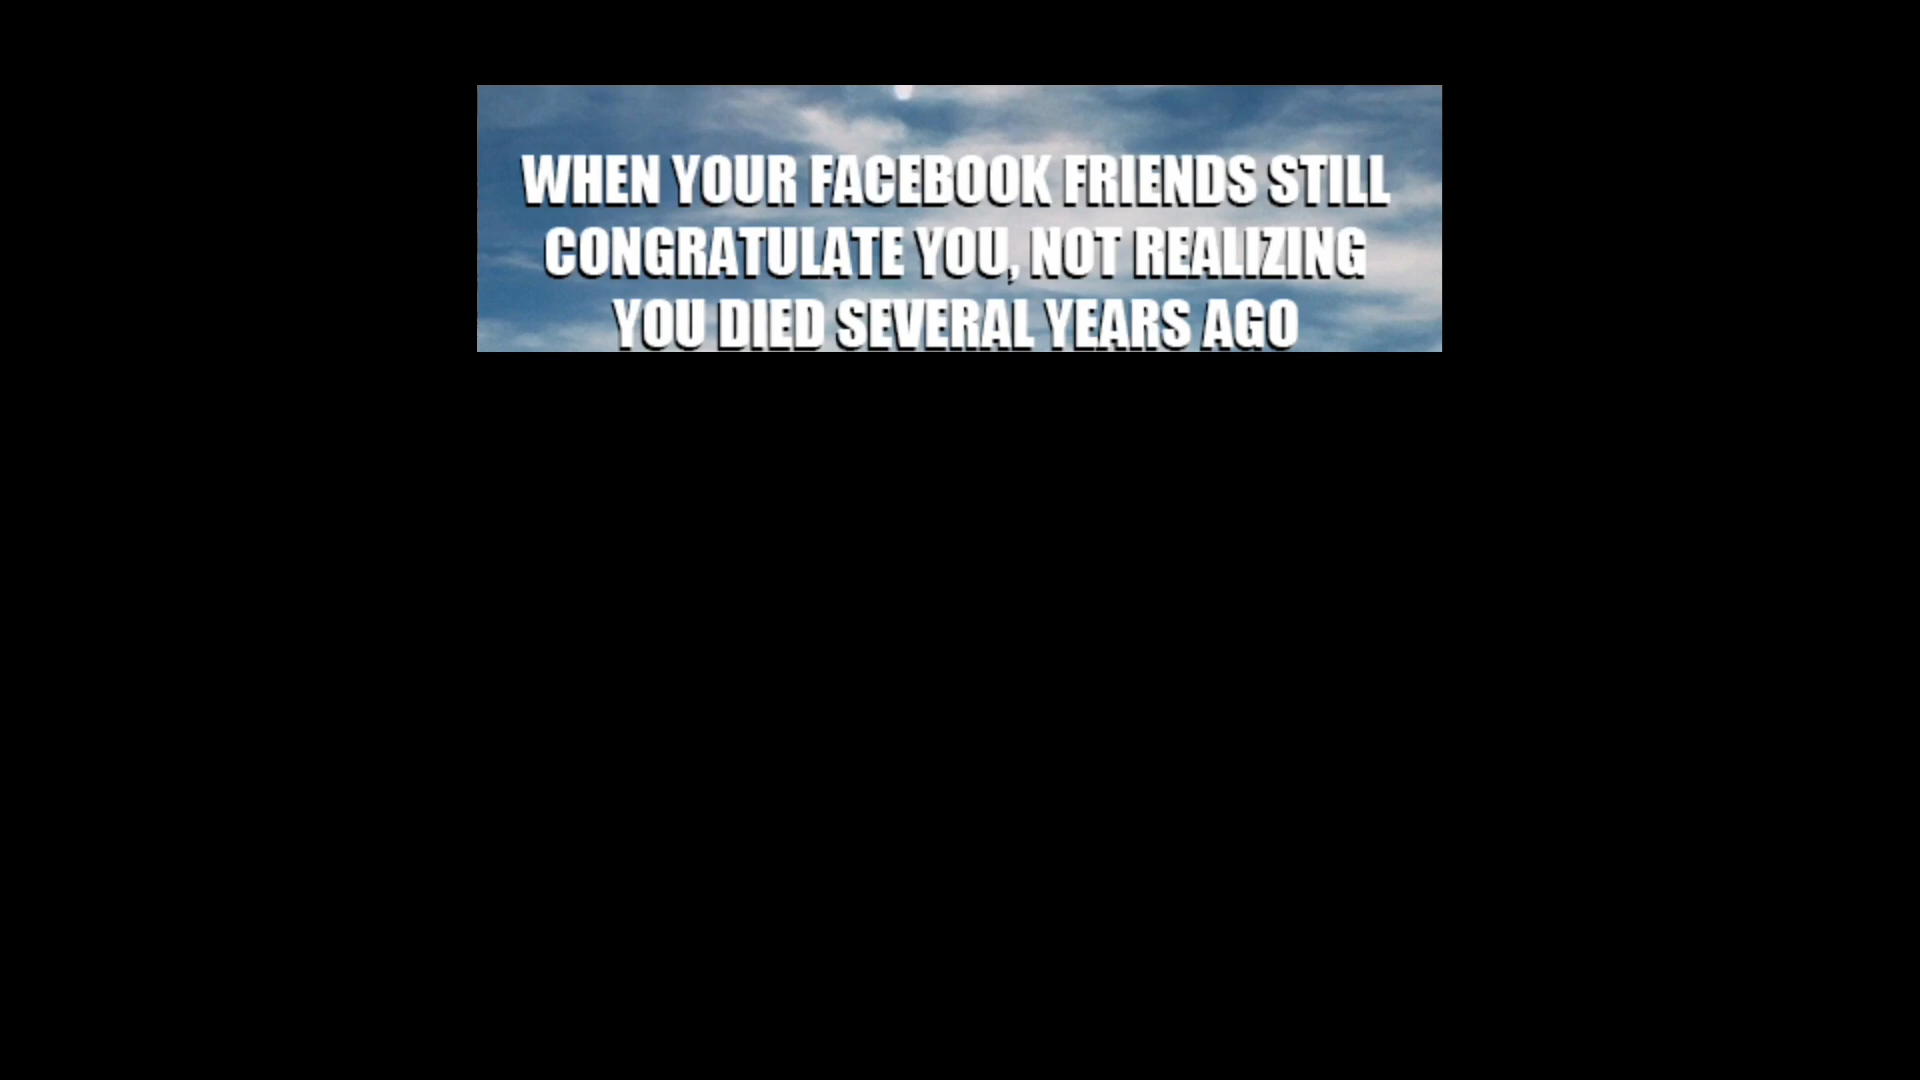 WHEN YOUR FACEBOOK FRIENDS STILL
CONGRATULATE YOU, NOT REALIZING
YOU DIED SEVERAL YEARS AGO